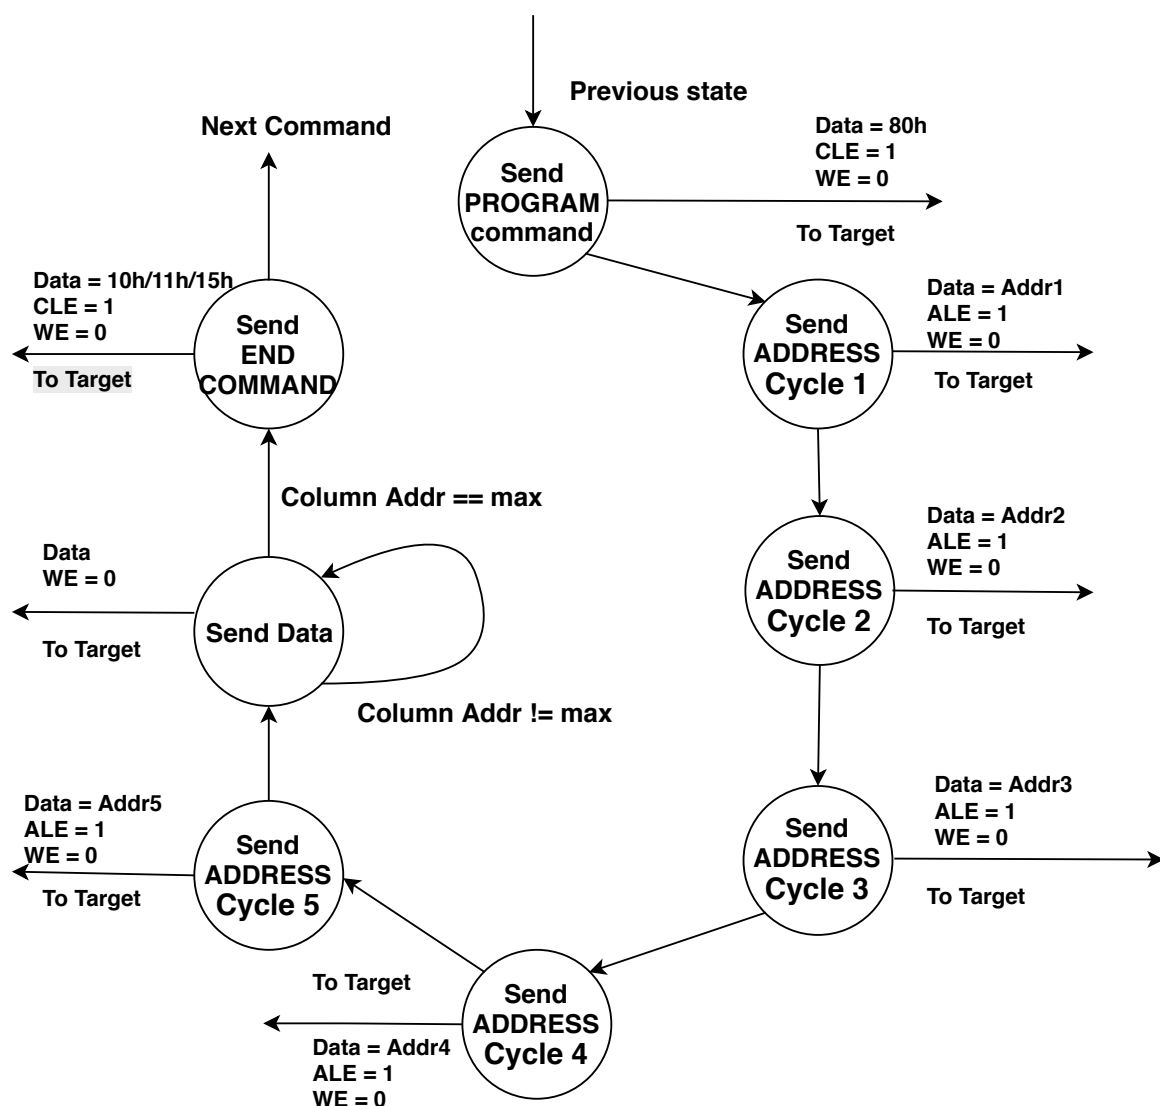 Previous state
Next Command
Send
PROGRAM
command
Data = 80h
CLE = 1
WE = 0
To Target
Send
ADDRESS
Cycle 1
Data = Addr1
ALE = 1
WE = 0
To Target
Send
ADDRESS
Cycle 2
Data = Addr2
ALE = 1
WE = 0
To Target
Send
ADDRESS
Cycle 3
Data = Addr3
ALE = 1
WE = 0
To Target
Send
ADDRESS
Cycle 4
To Target
Data = Addr4
ALE = 1
WE = 0
Send
ADDRESS
Cycle 5
Data = Addr5
ALE = 1
WE = 0
To Target
Send Data
Data
WE = 0
To Target
Column Addr != max
Column Addr == max
Send
END
COMMAND
Data = 10h/11h/15h
CLE = 1
WE = 0
To Target